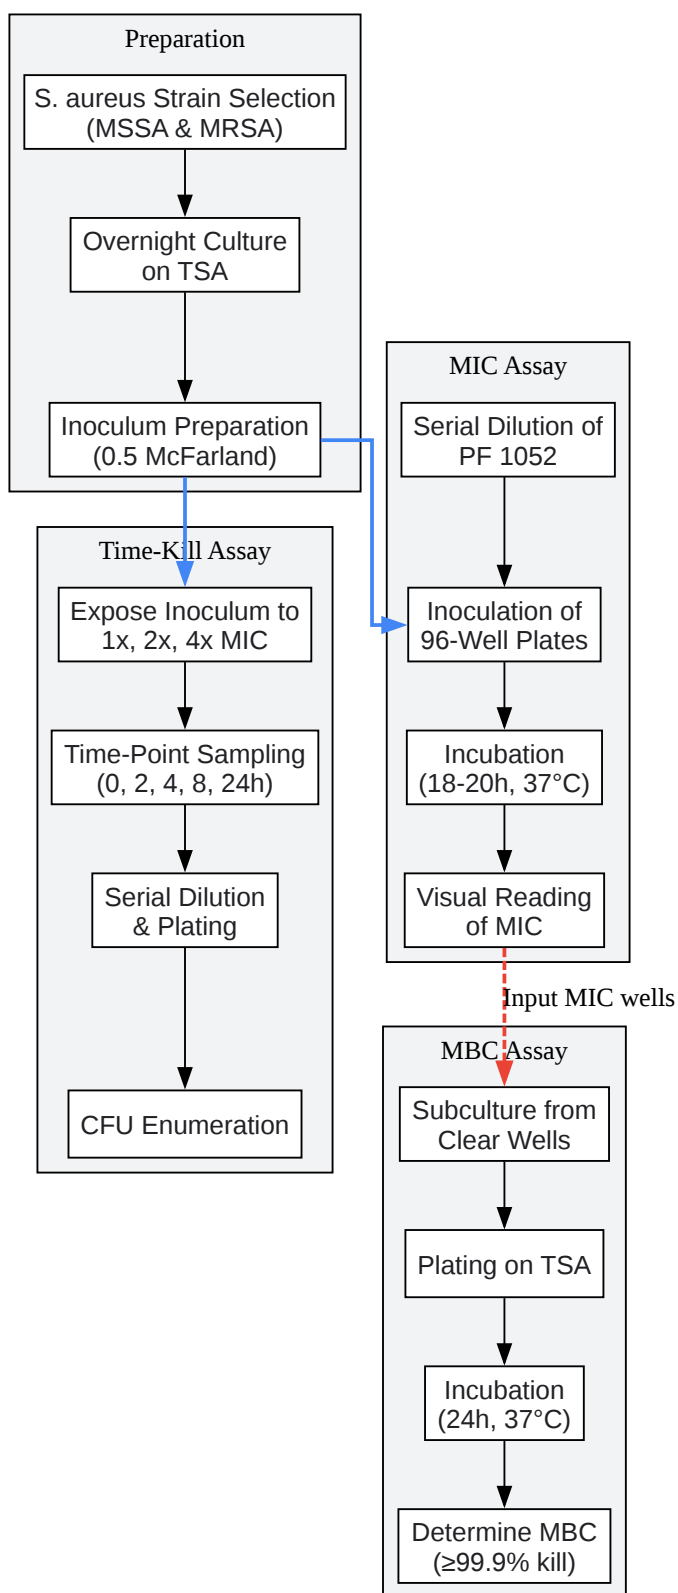 Preparation
S. aureus Strain Selection
(MSSA & MRSA)
Overnight Culture
on TSA
Inoculum Preparation
(0.5 McFarland)
Time-Kill Assay
Expose Inoculum to
1x, 2x, 4x MIC
Time-Point Sampling
(0, 2, 4, 8, 24h)
Serial Dilution
& Plating
CFU Enumeration
MIC Assay
Serial Dilution of
PF 1052
Inoculation of
96-Well Plates
Incubation
(18-20h, 37°C)
Visual Reading
of MIC
Input MIC wells
MBC Assay
Subculture from
Clear Wells
Plating on TSA
Incubation
(24h, 37°C)
Determine MBC
(≥99.9% kill)